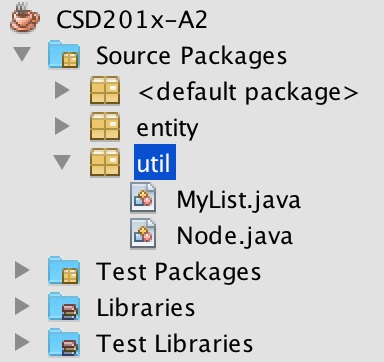 CSD201x-A2
Source Packages
<default package>
entity
util
MyList.java
Node.java
Test Packages
Libraries
Test Libraries